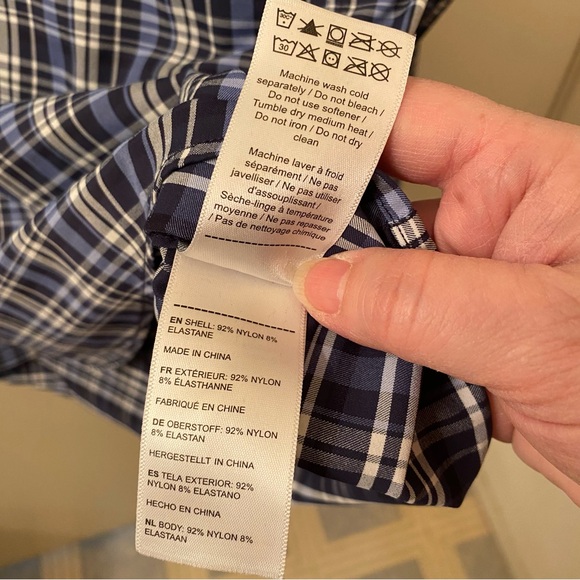 30C
30
Machine wash cold
separately / Do not bleach /
Do not use softener /
Tumble dry medium heat /
Do not iron / Do not dry
clean
Machine laver à froid
séparément / Ne pas
javelliser / Ne pas utiliser
d'assouplissant /
Sèche-linge à température
moyenne / Ne pas repasser
/ Pas de nettoyage chimique
EN SHELL: 92% NYLON 8%
ELASTANE
MADE IN CHINA
FR EXTÉRIEUR: 92% NYLON
8% ÉLASTHANNE
FABRIQUÉ EN CHINE
DE OBERSTOFF: 92% NYLON
8% ELASTAN
HERGESTELLT IN CHINA
ES TELA EXTERIOR: 92%
NYLON 8% ELASTANO
HECHO EN CHINA
NL BODY: 92% NYLON 8%
ELASTAAN